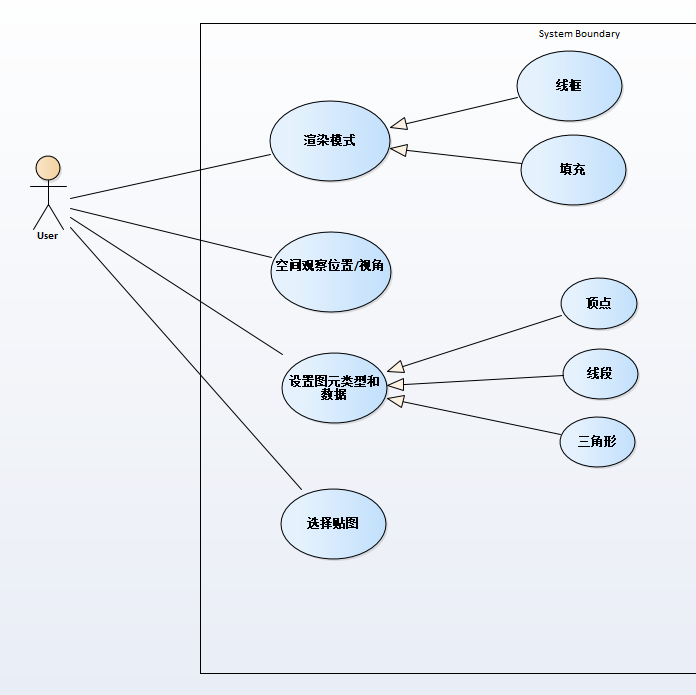 System Boundary
线框
渲染模式
填充
User
空间观察位置/视角
顶点
设置图元类型和
数据
线段
三角形
选择贴图